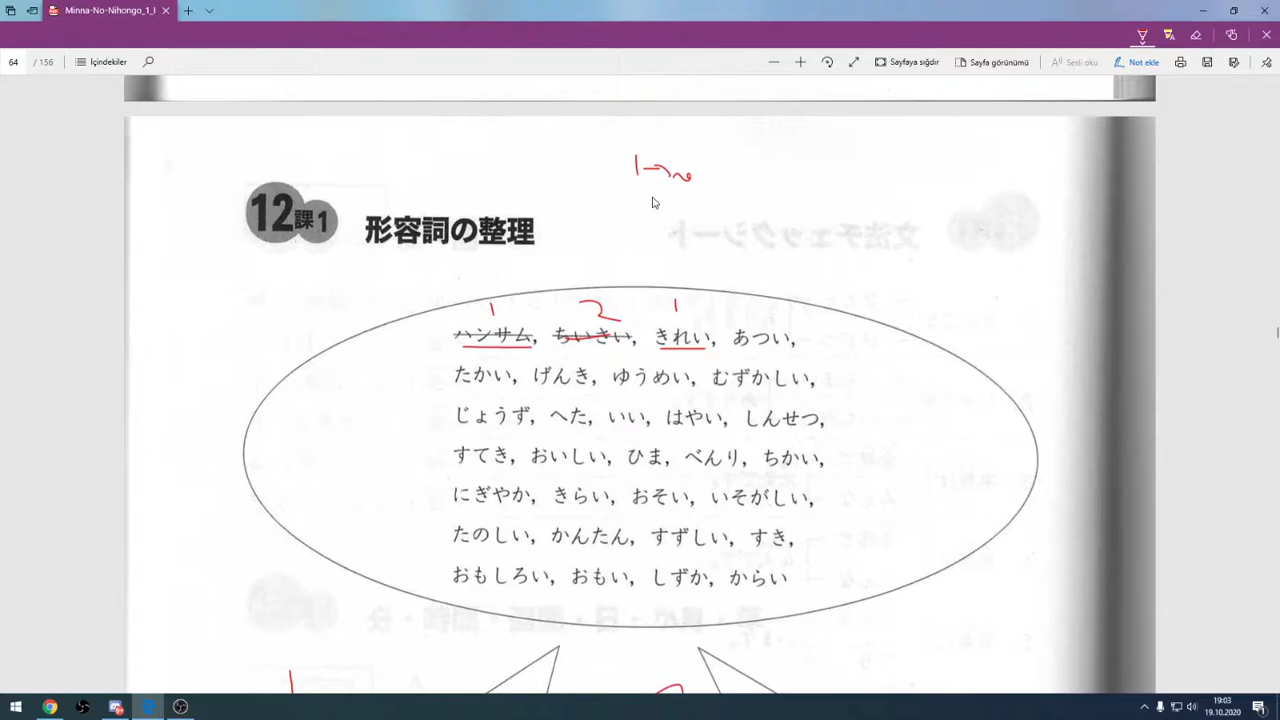 Minna-No-Nihongo_1_I
64 / 156 İçindekiler Sayfaya sığdır Sayfa görünümü Sesli oku Not ekle
12課1 形容詞の整理
1 2 1
ハンサム, ちいさい, きれい, あつい,
たかい, げんき, ゆうめい, むずかしい,
じょうず, へた, いい, はやい, しんせつ,
すてき, おいしい, ひま, べんり, ちかい,
にぎやか, きらい, おそい, いそがしい,
たのしい, かんたん, すずしい, すき,
おもしろい, おもい, しずか, からい
19:03
19.10.2020